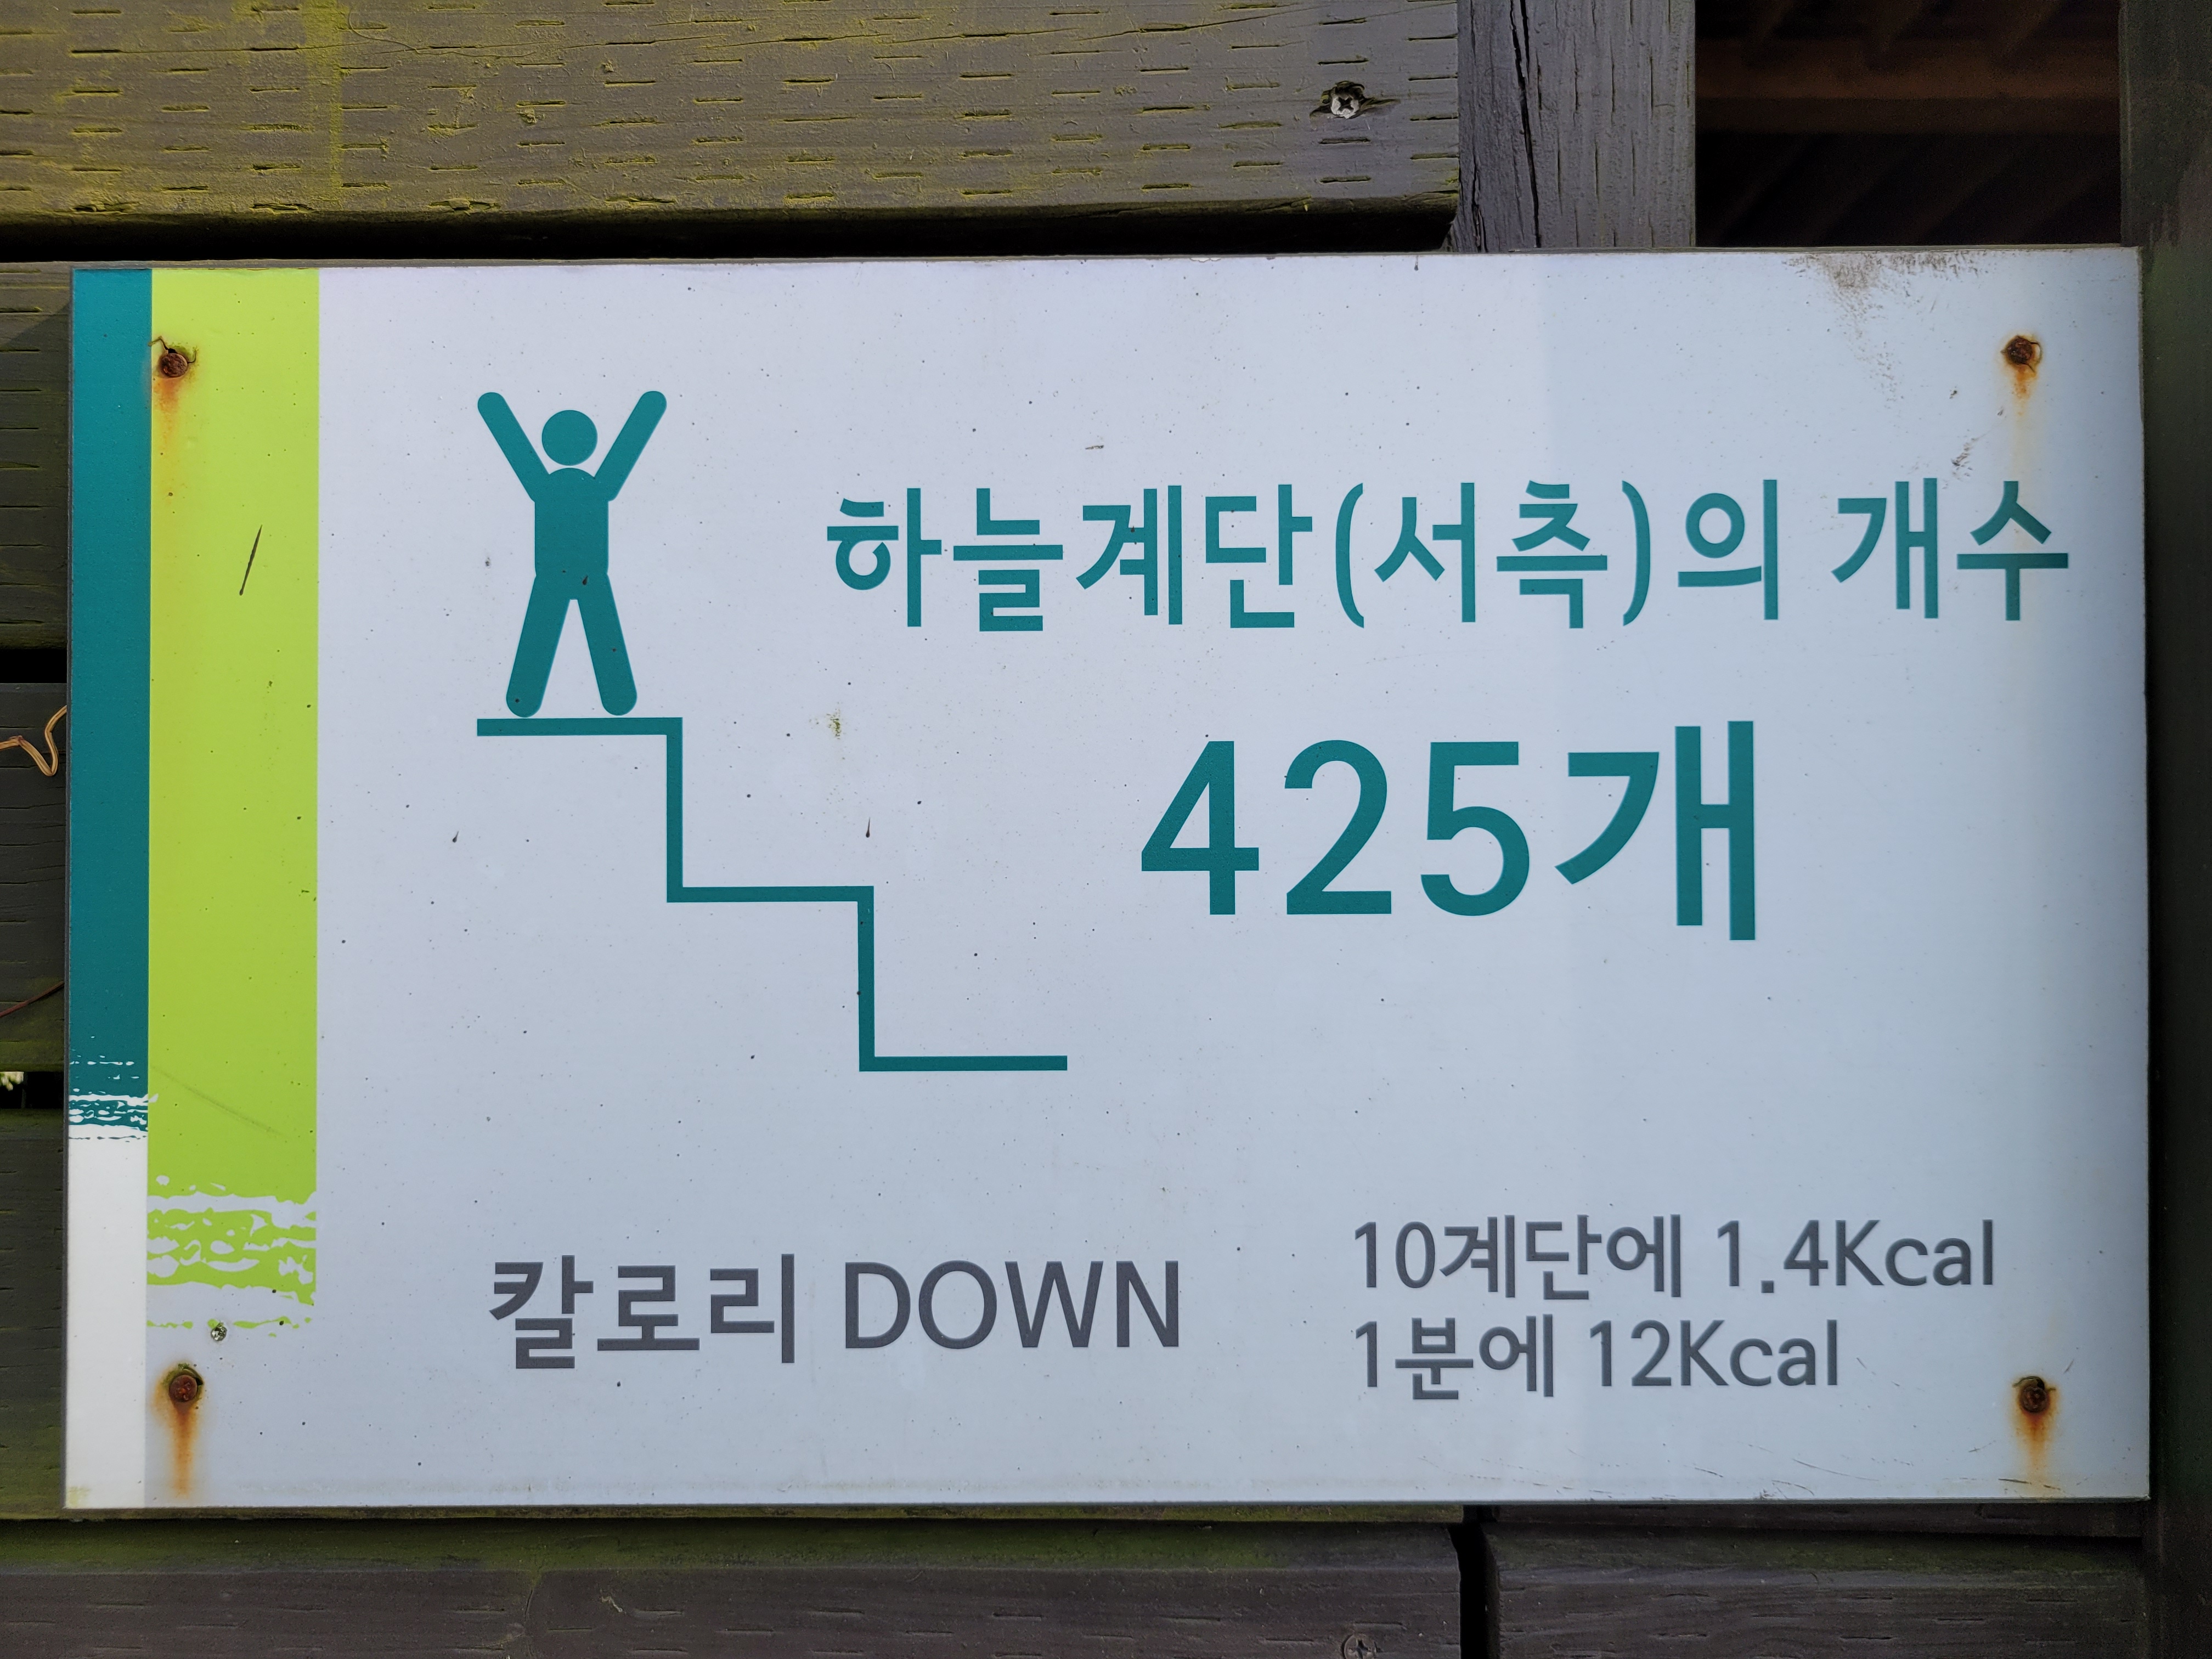 하늘계단(서측)의 개수
425개
칼로리 DOWN
10계단에 1.4Kcal
1분에 12Kcal